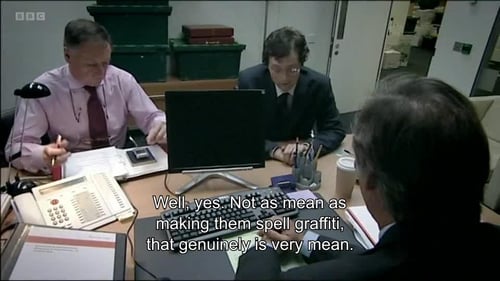 BBC
Well, yes. Not as mean as
making them spell graffiti,
that genuinely is very mean.